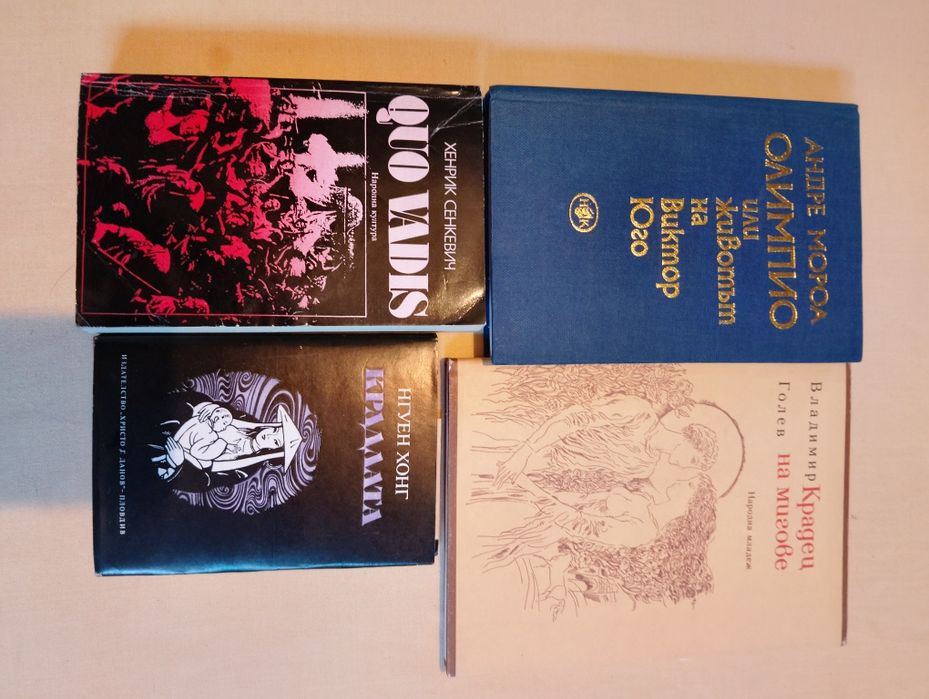 ХЕНРИК СЕНКЕВИЧ
QUO VADIS
Народна култура
АНДРЕ МОРОА
ОЛИМПИО
или
животът
на
Виктор
Юго
НК
НГУЕН ХОНГ
КРАДЛАТА
ИЗДАТЕЛСТВО „ХРИСТО Г. ДАНОВ“ – ПЛОВДИВ
Владимир
Голев
Крадец
на мигове
Народна младеж